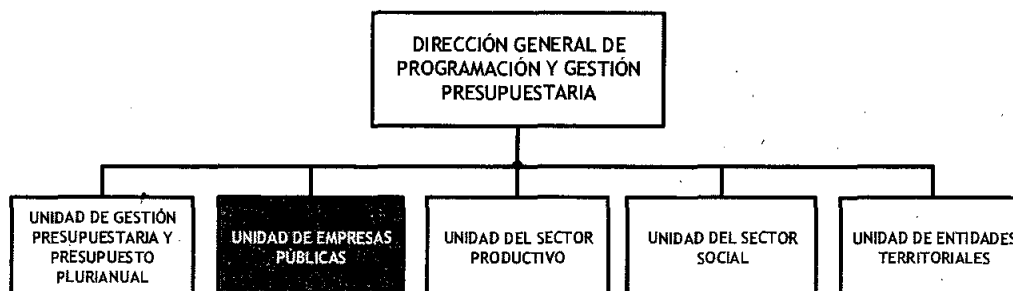 DIRECCIÓN GENERAL DE
PROGRAMACIÓN Y GESTIÓN
PRESUPUESTARIA
UNIDAD DE GESTIÓN
PRESUPUESTARIA Y
PRESUPUESTO
PLURIANUAL
UNIDAD DE EMPRESAS
PÚBLICAS
UNIDAD DEL SECTOR
PRODUCTIVO
UNIDAD DEL SECTOR
SOCIAL
UNIDAD DE ENTIDADES
TERRITORIALES